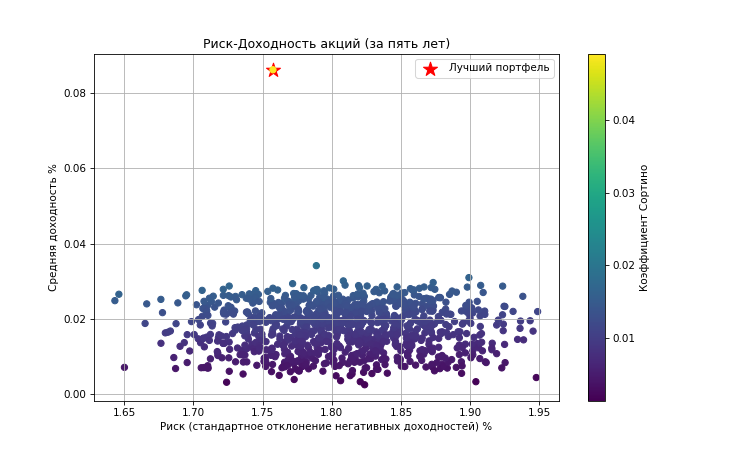 Риск-Доходность акций (за пять лет)
Лучший портфель
Средняя доходность %
0.08
0.06
0.04
0.02
0.00
1.65 1.70 1.75 1.80 1.85 1.90 1.95
Риск (стандартное отклонение негативных доходностей) %
0.04
0.03
0.02
0.01
Коэффициент Сортино